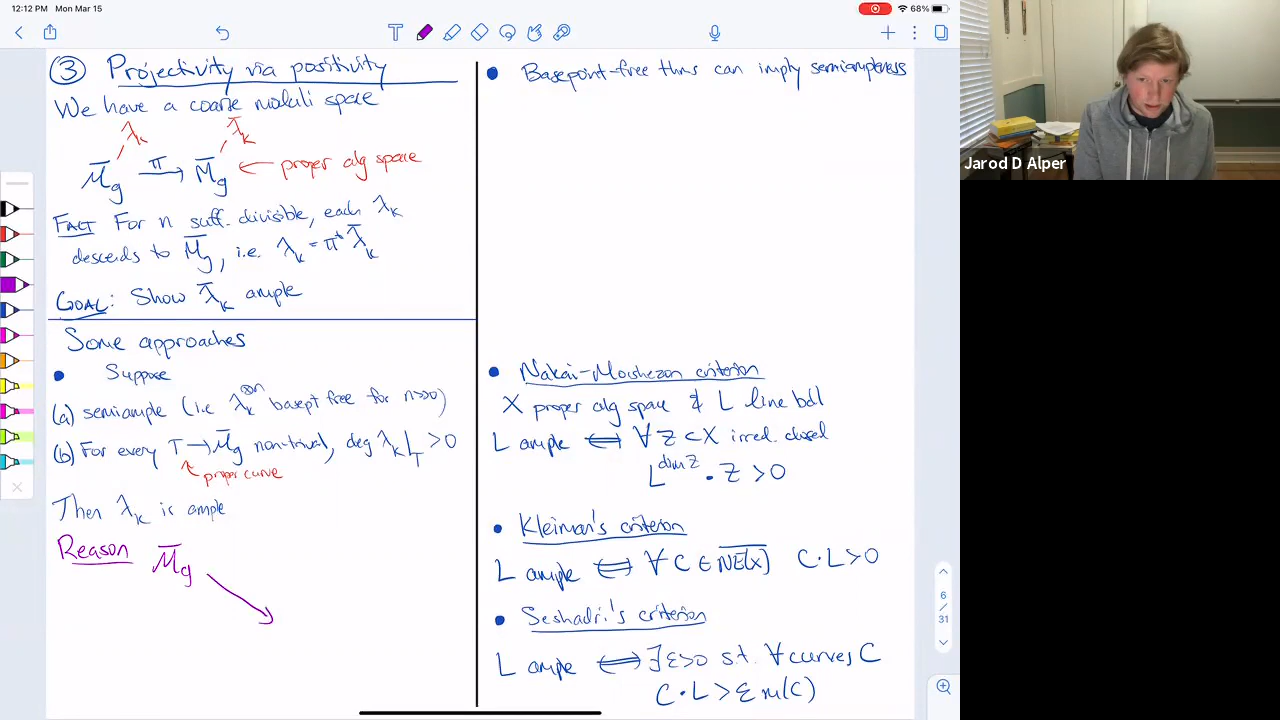 12:12 PM Mon Mar 15
68%
③ Projectivity via positivity
We have a coarse moduli space
λ_k λ̄_k
M̄_g —π→ M̄_g ← proper alg space
FACT For n suff. divisible, each λ_k
descends to M̄_g, i.e. λ_k = π* λ̄_k
GOAL: Show λ̄_k ample
Some approaches
• Suppose
(a) semiample (i.e λ_k^{⊗n} basept free for n>>0)
(b) For every T → M̄_g non-trivial, deg λ_k|_T > 0
proper curve
Then λ_k is ample
Reason M̄_g
• Basepoint-free thms can imply semiampleness
• Nakai-Moishezon criterion
X proper alg space & L line bdl
L ample ⟺ ∀ Z ⊂ X irred. closed
L^{dim Z} · Z > 0
• Kleiman's criterion
L ample ⟺ ∀ C ∈ \overline{NE}(X) C·L > 0
• Seshadri's criterion
L ample ⟺ ∃ ε>0 s.t. ∀ curves C
C·L > ε m(C)
6
/
31
Jarod D Alper